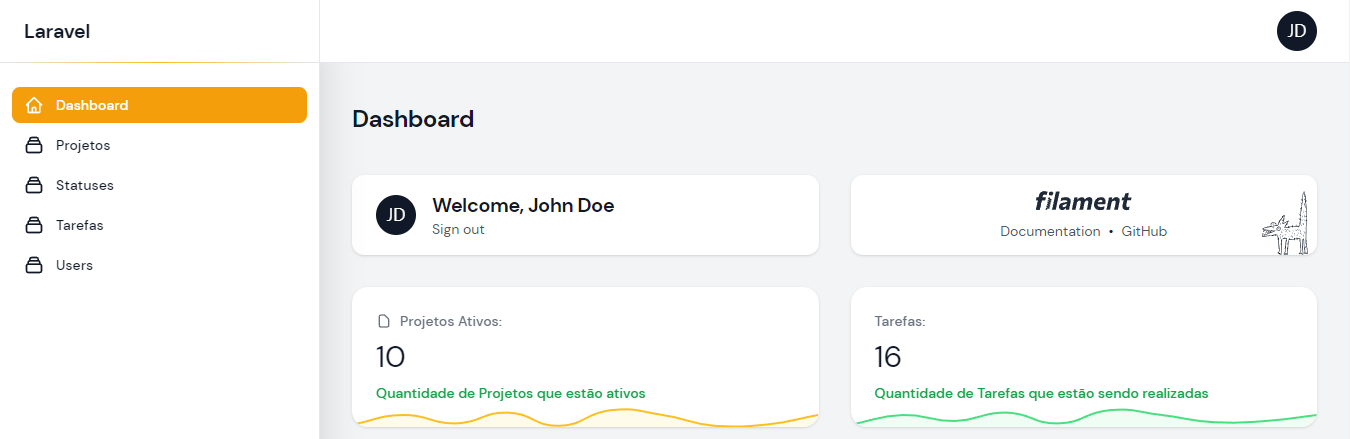 Laravel
JD
Dashboard
Projetos
Statuses
Tarefas
Users
Dashboard
JD
Welcome, John Doe
Sign out
filament
Documentation • GitHub
Projetos Ativos:
10
Quantidade de Projetos que estão ativos
Tarefas:
16
Quantidade de Tarefas que estão sendo realizadas